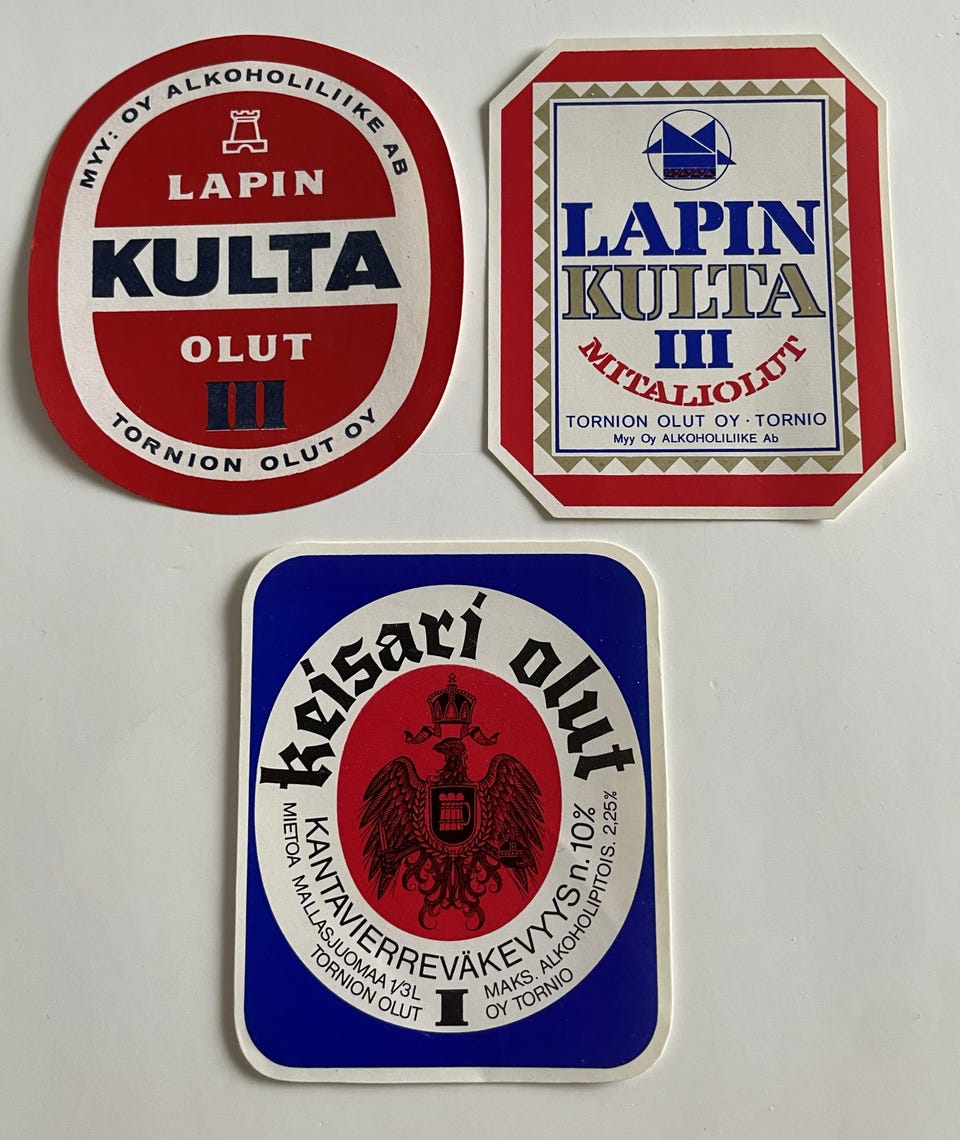 MYY: OY ALKOHOLILIIKE AB
LAPIN
KULTA
OLUT
III
TORNION OLUT OY
LAPIN
KULTA
III
MITALIOLUT
TORNION OLUT OY · TORNIO
Myy Oy ALKOHOLILIIKE Ab
keisari olut
KANTAVIERREVÄKEVYYS n. 10%
MIETOA MALLASJUOMAA 1/3 L
MAKS. ALKOHOLIPITOIS. 2,25%
TORNION OLUT
I
OY TORNIO